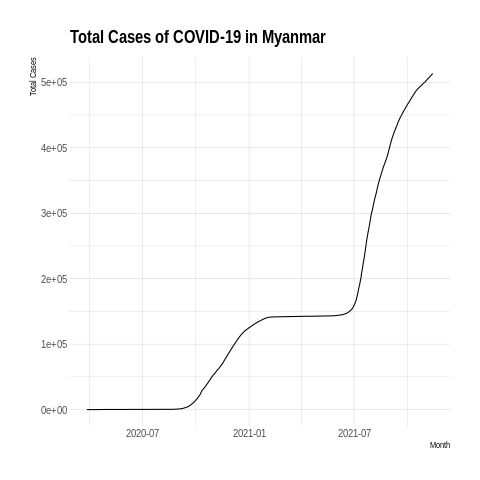 Total Cases of COVID-19 in Myanmar
Total Cases
5e+05
4e+05
3e+05
2e+05
1e+05
0e+00
2020-07
2021-01
2021-07
Month